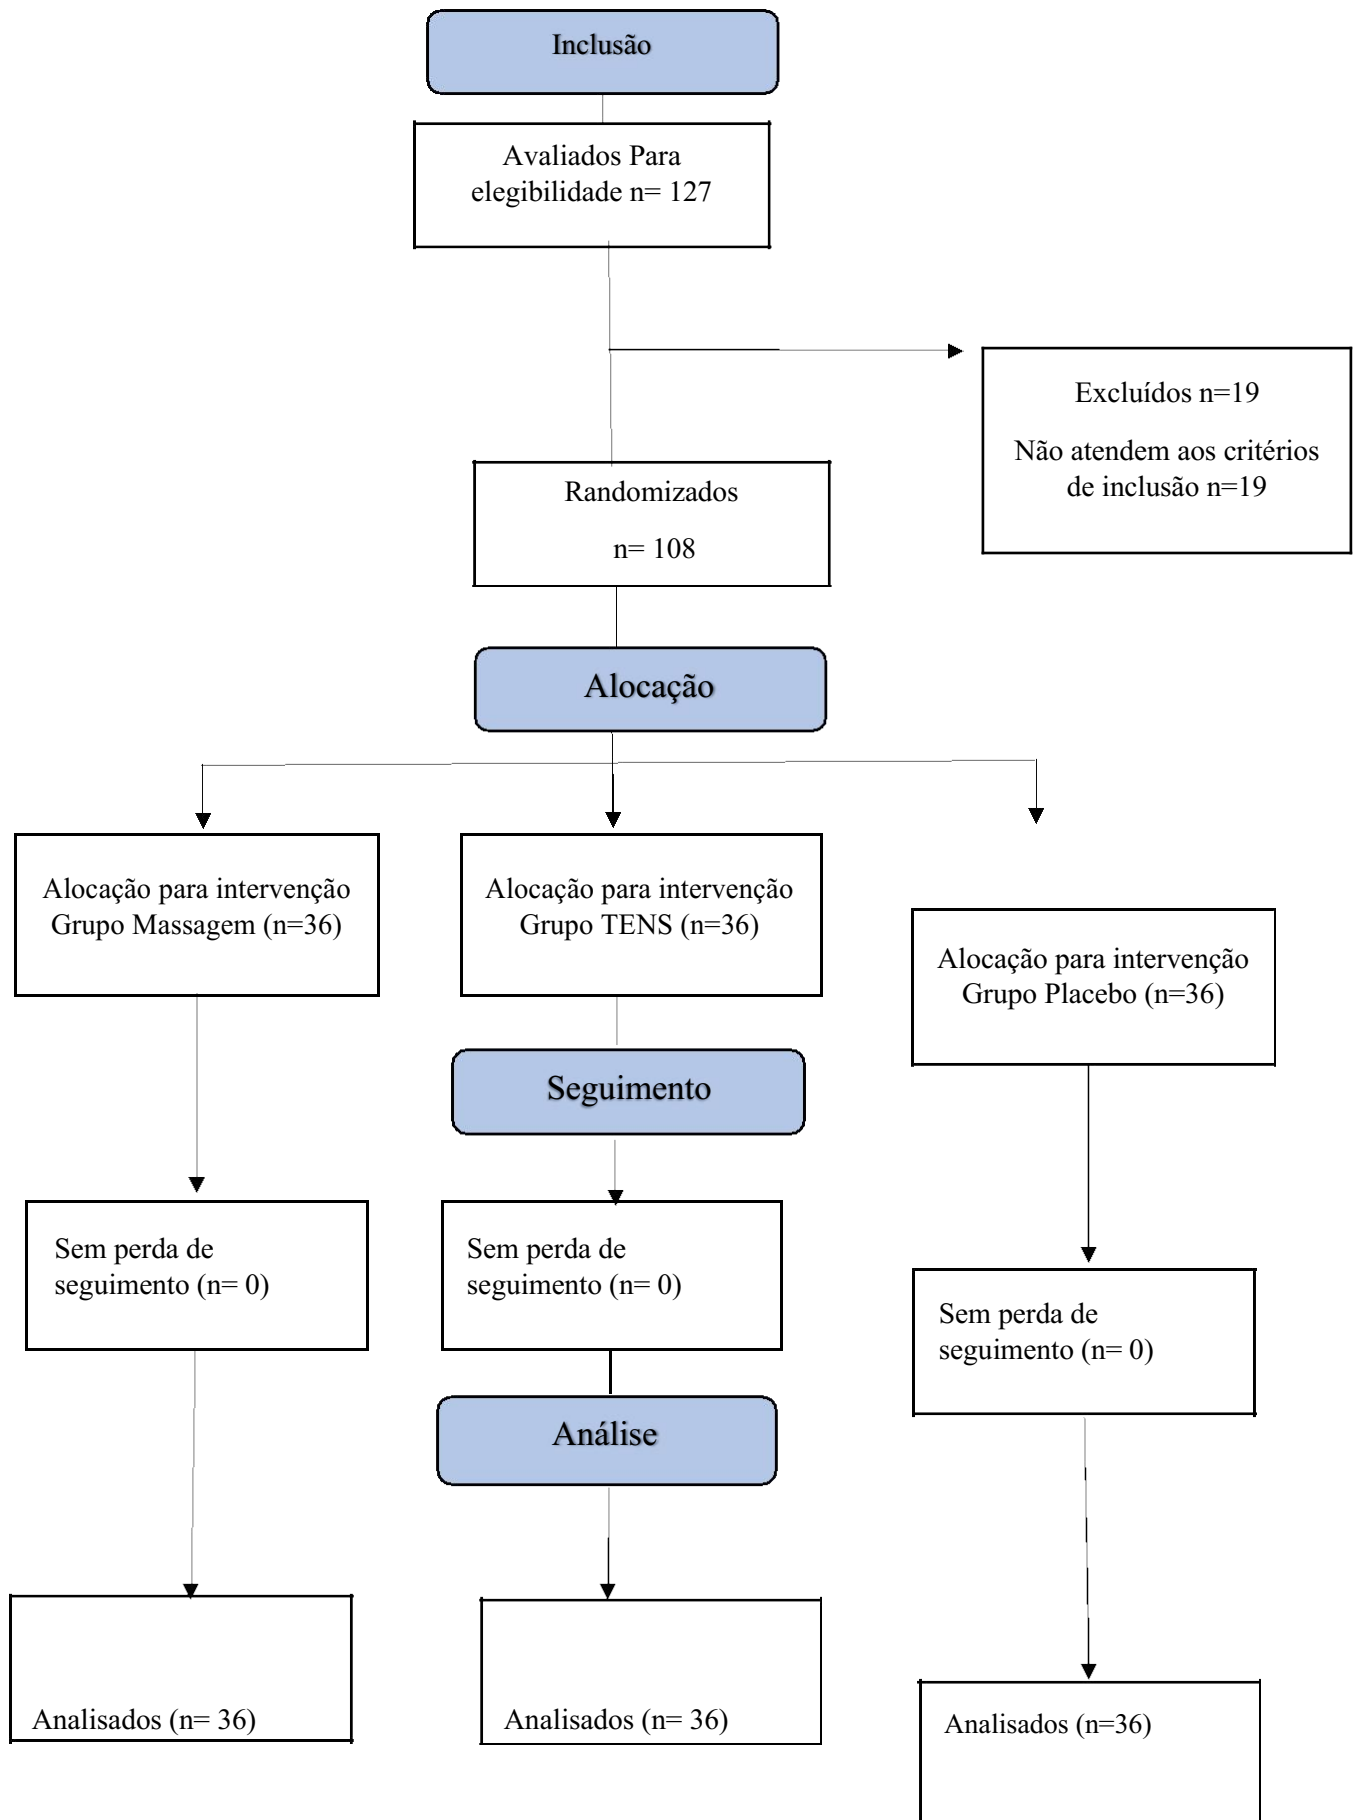 Inclusão
Avaliados Para
elegibilidade n= 127
Excluídos n=19
Não atendem aos critérios
de inclusão n=19
Randomizados
n= 108
Alocação
Alocação para intervenção
Grupo Massagem (n=36)
Alocação para intervenção
Grupo TENS (n=36)
Alocação para intervenção
Grupo Placebo (n=36)
Seguimento
Sem perda de
seguimento (n= 0)
Sem perda de
seguimento (n= 0)
Sem perda de
seguimento (n= 0)
Análise
Analisados (n= 36)
Analisados (n= 36)
Analisados (n=36)